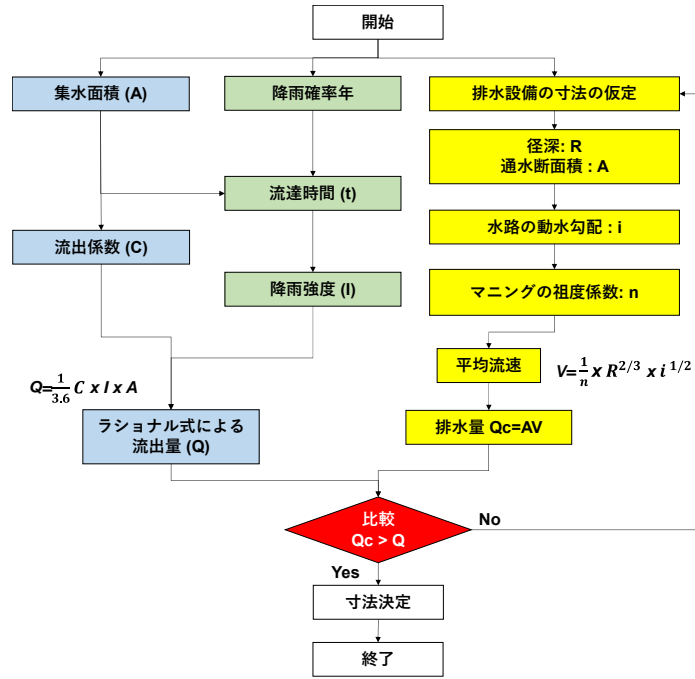 開始
集水面積 (A)
降雨確率年
排水設備の寸法の仮定
径深: R
通水断面積 : A
流達時間 (t)
流出係数 (C)
水路の動水勾配 : i
降雨強度 (I)
マニングの祖度係数: n
平均流速
V=1/n x R^{2/3} x i^{1/2}
Q=1/3.6 C x I x A
ラショナル式による
流出量 (Q)
排水量 Qc=AV
比較
Qc > Q
No
Yes
寸法決定
終了